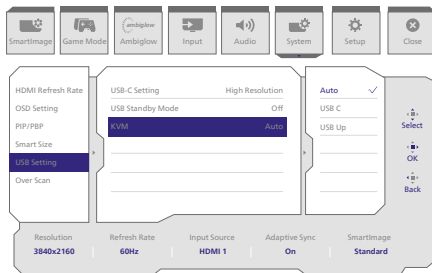 ambiglow
SmartImage
Game Mode
Ambiglow
Input
Audio
System
Setup
Close
HDMI Refresh Rate
OSD Setting
PIP/PBP
Smart Size
USB Setting
Over Scan
USB-C Setting High Resolution
USB Standby Mode Off
KVM Auto
Auto
USB C
USB Up
Select
OK
Back
Resolution
3840x2160
Refresh Rate
60Hz
Input Source
HDMI 1
Adaptive Sync
On
SmartImage
Standard